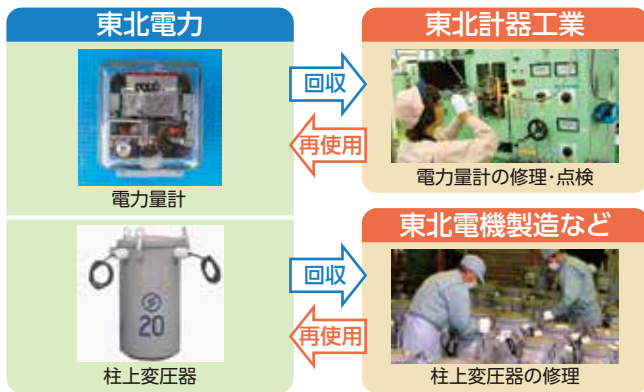 東北電力
東北計器工業
回収
再使用
電力量計
電力量計の修理・点検
東北電機製造など
回収
再使用
20
柱上変圧器
柱上変圧器の修理